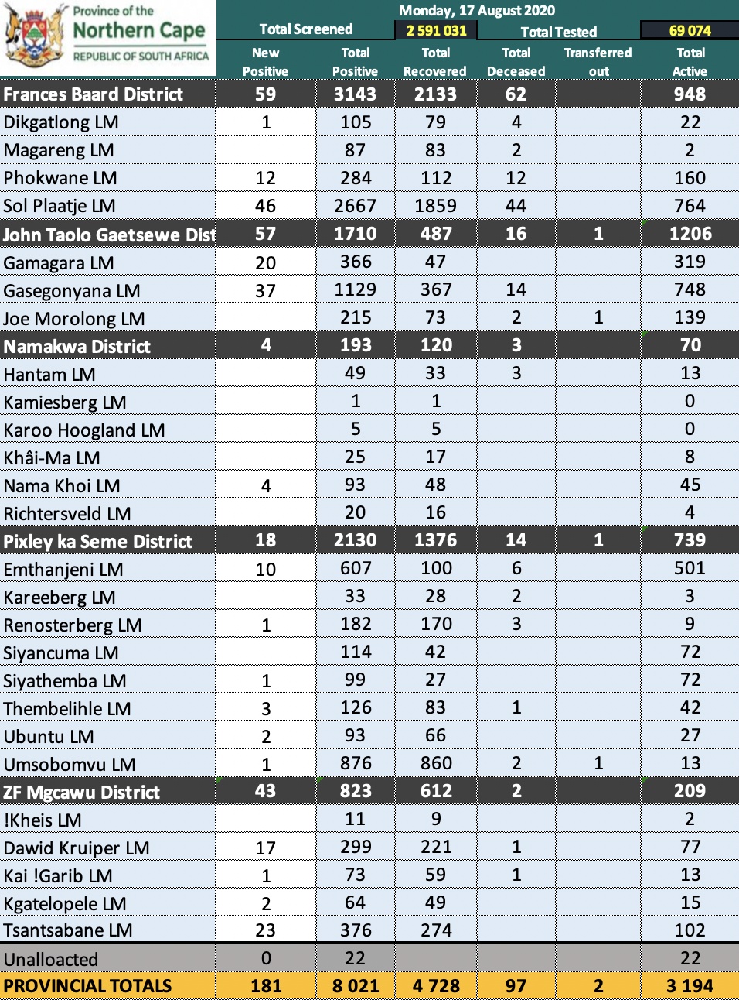 Province of the
Northern Cape
REPUBLIC OF SOUTH AFRICA
Monday, 17 August 2020
Total Screened 2 591 031 Total Tested 69 074
New Positive Total Positive Total Recovered Total Deceased Transferred out Total Active
Frances Baard District 59 3143 2133 62 948
Dikgatlong LM 1 105 79 4 22
Magareng LM 87 83 2 2
Phokwane LM 12 284 112 12 160
Sol Plaatje LM 46 2667 1859 44 764
John Taolo Gaetsewe Dist 57 1710 487 16 1 1206
Gamagara LM 20 366 47 319
Gasegonyana LM 37 1129 367 14 748
Joe Morolong LM 215 73 2 1 139
Namakwa District 4 193 120 3 70
Hantam LM 49 33 3 13
Kamiesberg LM 1 1 0
Karoo Hoogland LM 5 5 0
Khâi-Ma LM 25 17 8
Nama Khoi LM 4 93 48 45
Richtersveld LM 20 16 4
Pixley ka Seme District 18 2130 1376 14 1 739
Emthanjeni LM 10 607 100 6 501
Kareeberg LM 33 28 2 3
Renosterberg LM 1 182 170 3 9
Siyancuma LM 114 42 72
Siyathemba LM 1 99 27 72
Thembelihle LM 3 126 83 1 42
Ubuntu LM 2 93 66 27
Umsobomvu LM 1 876 860 2 1 13
ZF Mgcawu District 43 823 612 2 209
!Kheis LM 11 9 2
Dawid Kruiper LM 17 299 221 1 77
Kai !Garib LM 1 73 59 1 13
Kgatelopele LM 2 64 49 15
Tsantsabane LM 23 376 274 102
Unalloacted 0 22 22
PROVINCIAL TOTALS 181 8 021 4 728 97 2 3 194